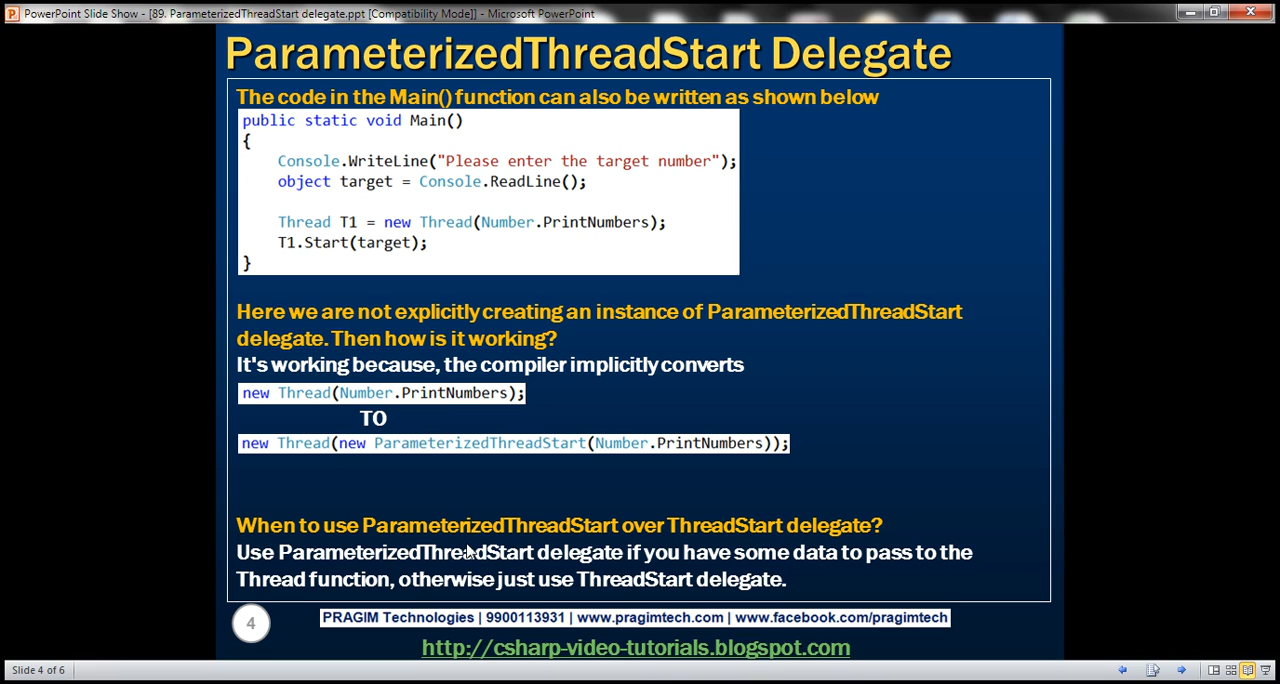 PowerPoint Slide Show - [89. ParameterizedThreadStart delegate.ppt [Compatibility Mode]] - Microsoft PowerPoint
ParameterizedThreadStart Delegate
The code in the Main() function can also be written as shown below
public static void Main()
{
    Console.WriteLine("Please enter the target number");
    object target = Console.ReadLine();
    Thread T1 = new Thread(Number.PrintNumbers);
    T1.Start(target);
}
Here we are not explicitly creating an instance of ParameterizedThreadStart
delegate. Then how is it working?
It's working because, the compiler implicitly converts
new Thread(Number.PrintNumbers);
TO
new Thread(new ParameterizedThreadStart(Number.PrintNumbers));
When to use ParameterizedThreadStart over ThreadStart delegate?
Use ParameterizedThreadStart delegate if you have some data to pass to the
Thread function, otherwise just use ThreadStart delegate.
4
PRAGIM Technologies | 9900113931 | www.pragimtech.com | www.facebook.com/pragimtech
http://csharp-video-tutorials.blogspot.com
Slide 4 of 6